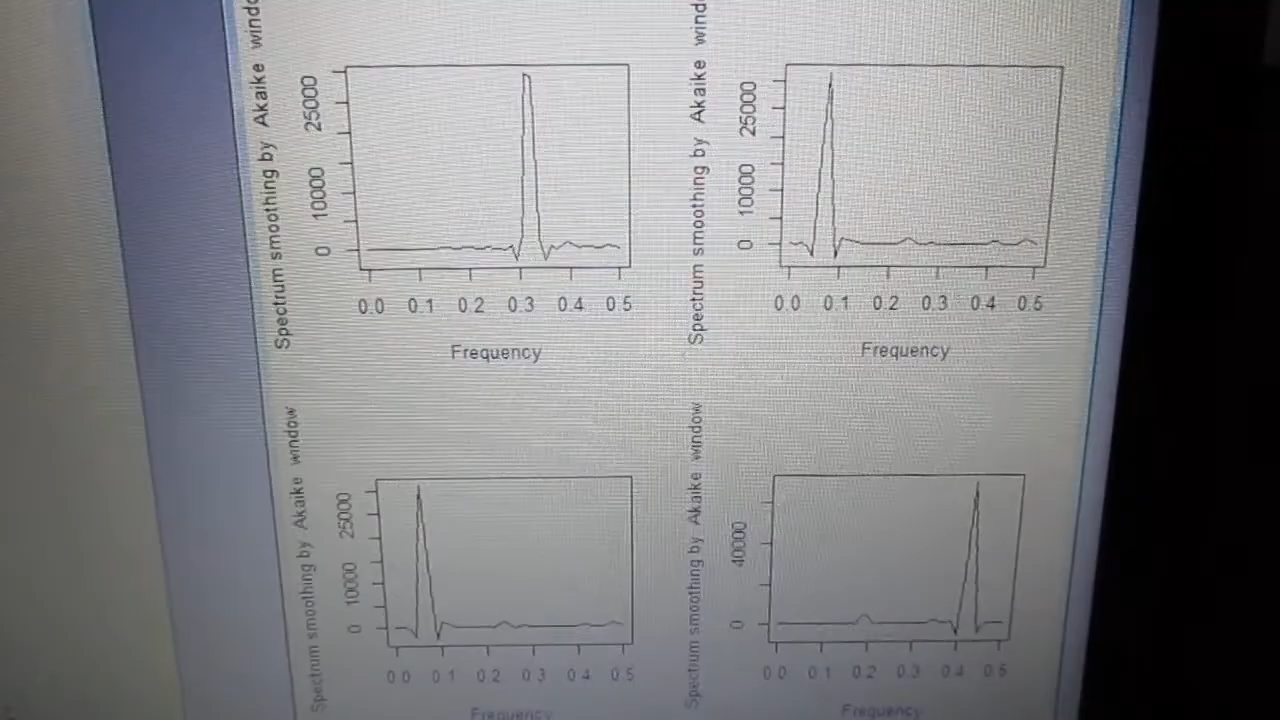 Spectrum smoothing by Akaike
25000
10000
0
0.0 0.1 0.2 0.3 0.4 0.5
Frequency
Spectrum smoothing by Akaike
25000
10000
0
0.0 0.1 0.2 0.3 0.4 0.5
Frequency
Spectrum smoothing by Akaike window
25000
10000
0
0.0 0.1 0.2 0.3 0.4 0.5
Frequency
Spectrum smoothing by Akaike window
40000
0
0.0 0.1 0.2 0.3 0.4 0.5
Frequency